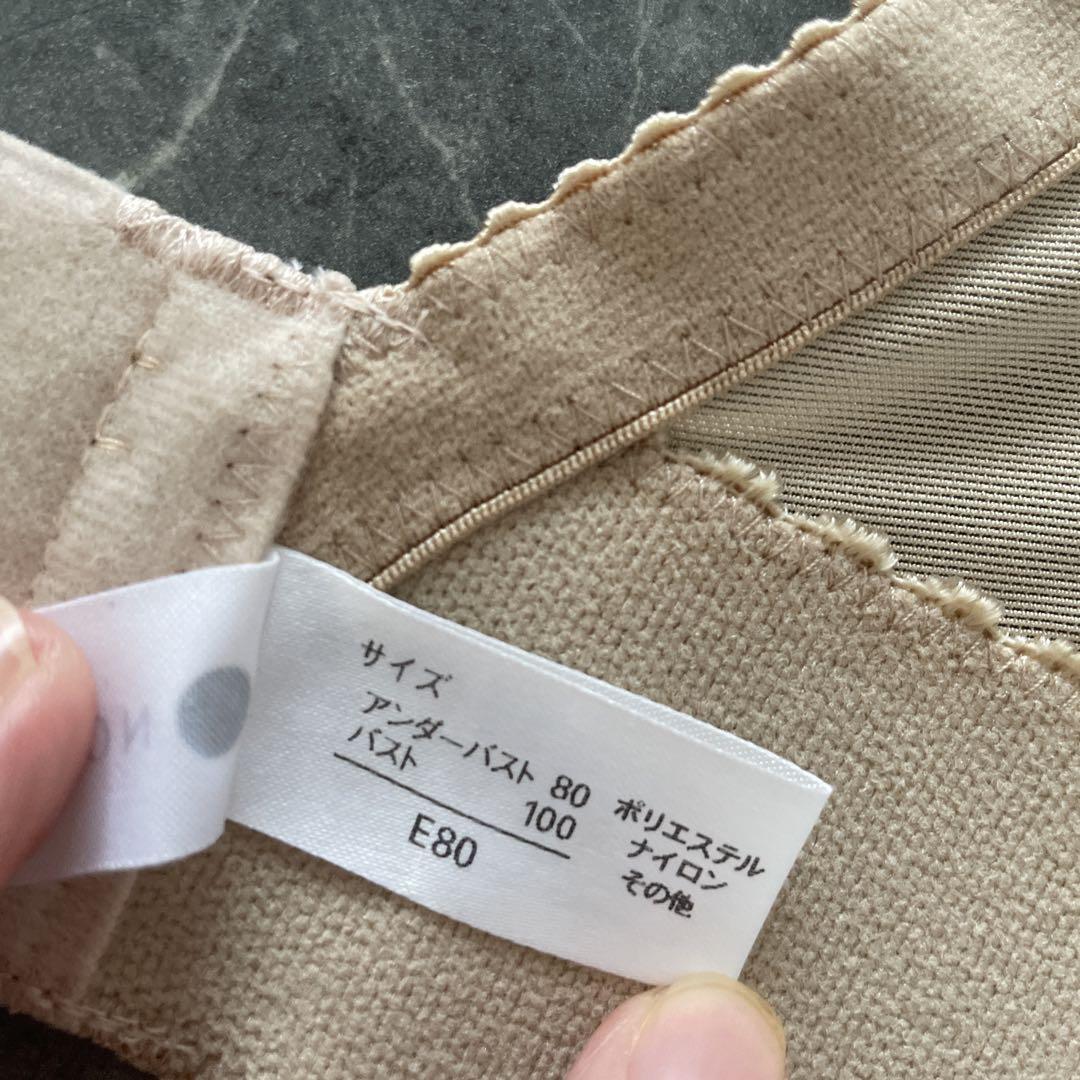 サイズ
アンダーバスト 80
バスト 100
E80
ポリエステル
ナイロン
その他